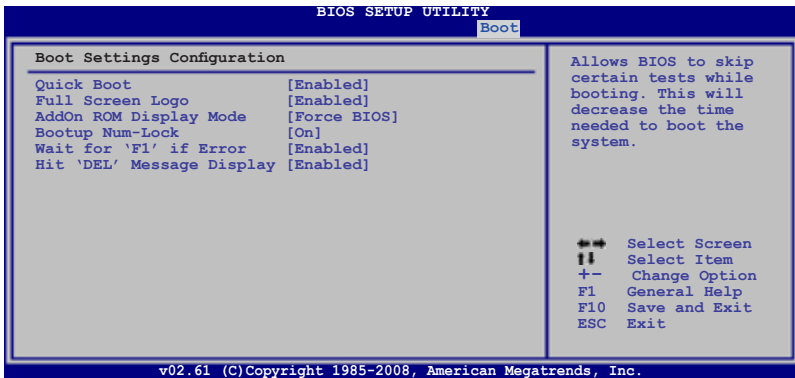 BIOS SETUP UTILITY
Boot
Boot Settings Configuration
Quick Boot [Enabled]
Full Screen Logo [Enabled]
AddOn ROM Display Mode [Force BIOS]
Bootup Num-Lock [On]
Wait for ‘F1’ if Error [Enabled]
Hit ‘DEL’ Message Display [Enabled]
Allows BIOS to skip
certain tests while
booting. This will
decrease the time
needed to boot the
system.
Select Screen
Select Item
+- Change Option
F1 General Help
F10 Save and Exit
ESC Exit
v02.61 (C)Copyright 1985-2008, American Megatrends, Inc.